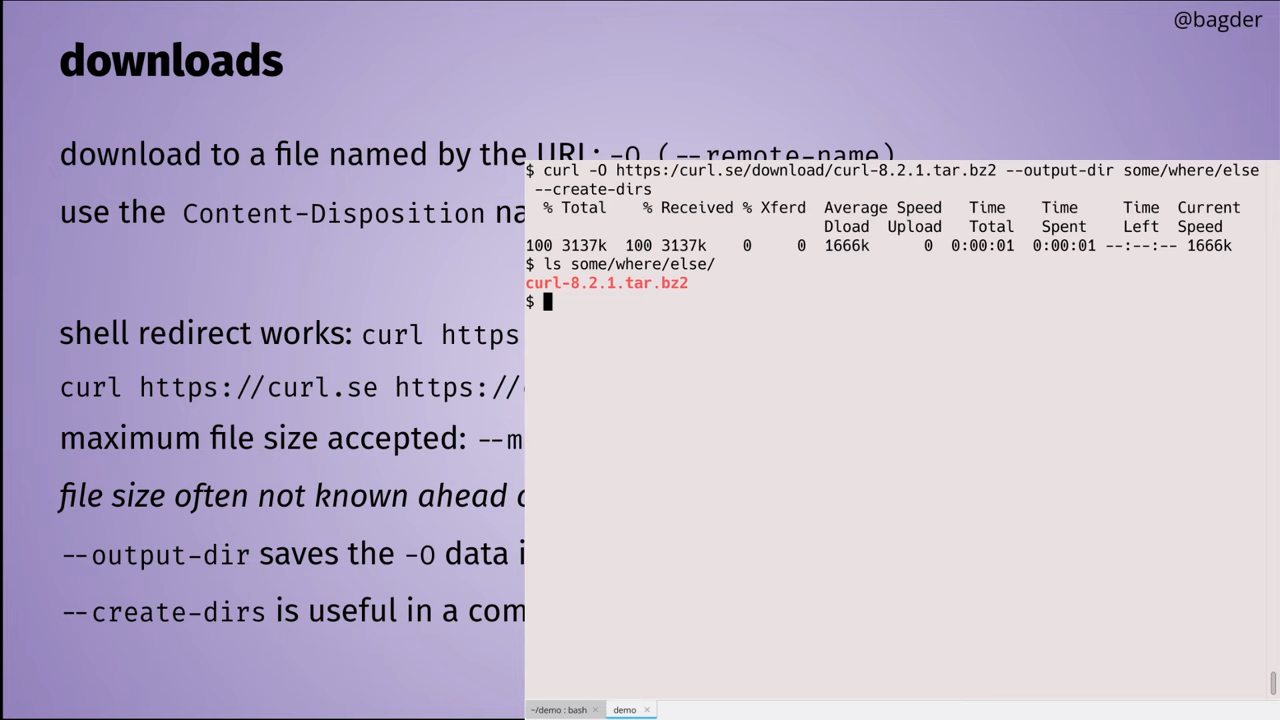 @bagder
downloads
download to a file named by the URL: -O (--remote-name)
use the Content-Disposition na
shell redirect works: curl https
curl https://curl.se https://
maximum file size accepted: --m
file size often not known ahead
--output-dir saves the -O data i
--create-dirs is useful in a com
$ curl -O https:/curl.se/download/curl-8.2.1.tar.bz2 --output-dir some/where/else
--create-dirs
% Total % Received % Xferd Average Speed Time Time Time Current
Dload Upload Total Spent Left Speed
100 3137k 100 3137k 0 0 1666k 0 0:00:01 0:00:01 --:--:-- 1666k
$ ls some/where/else/
curl-8.2.1.tar.bz2
$
~/demo : bash
demo